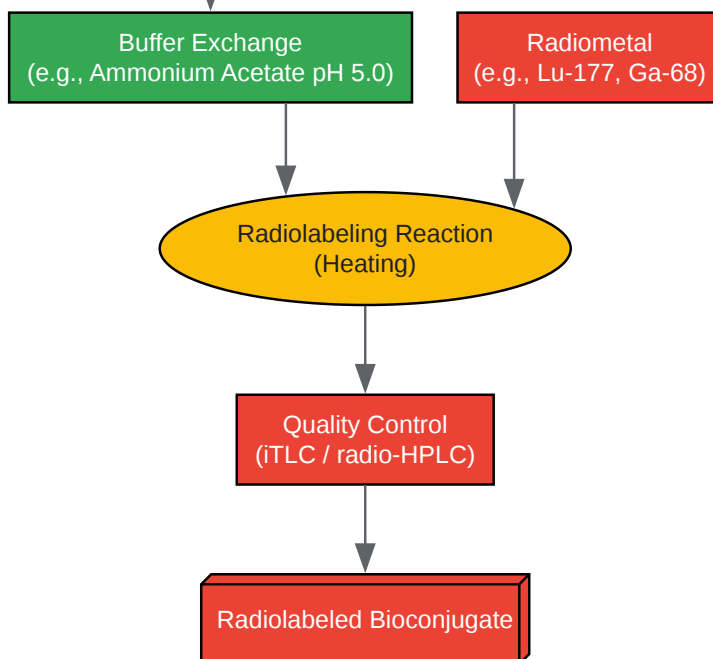 Buffer Exchange
(e.g., Ammonium Acetate pH 5.0)
Radiometal
(e.g., Lu-177, Ga-68)
Radiolabeling Reaction
(Heating)
Quality Control
(iTLC / radio-HPLC)
Radiolabeled Bioconjugate